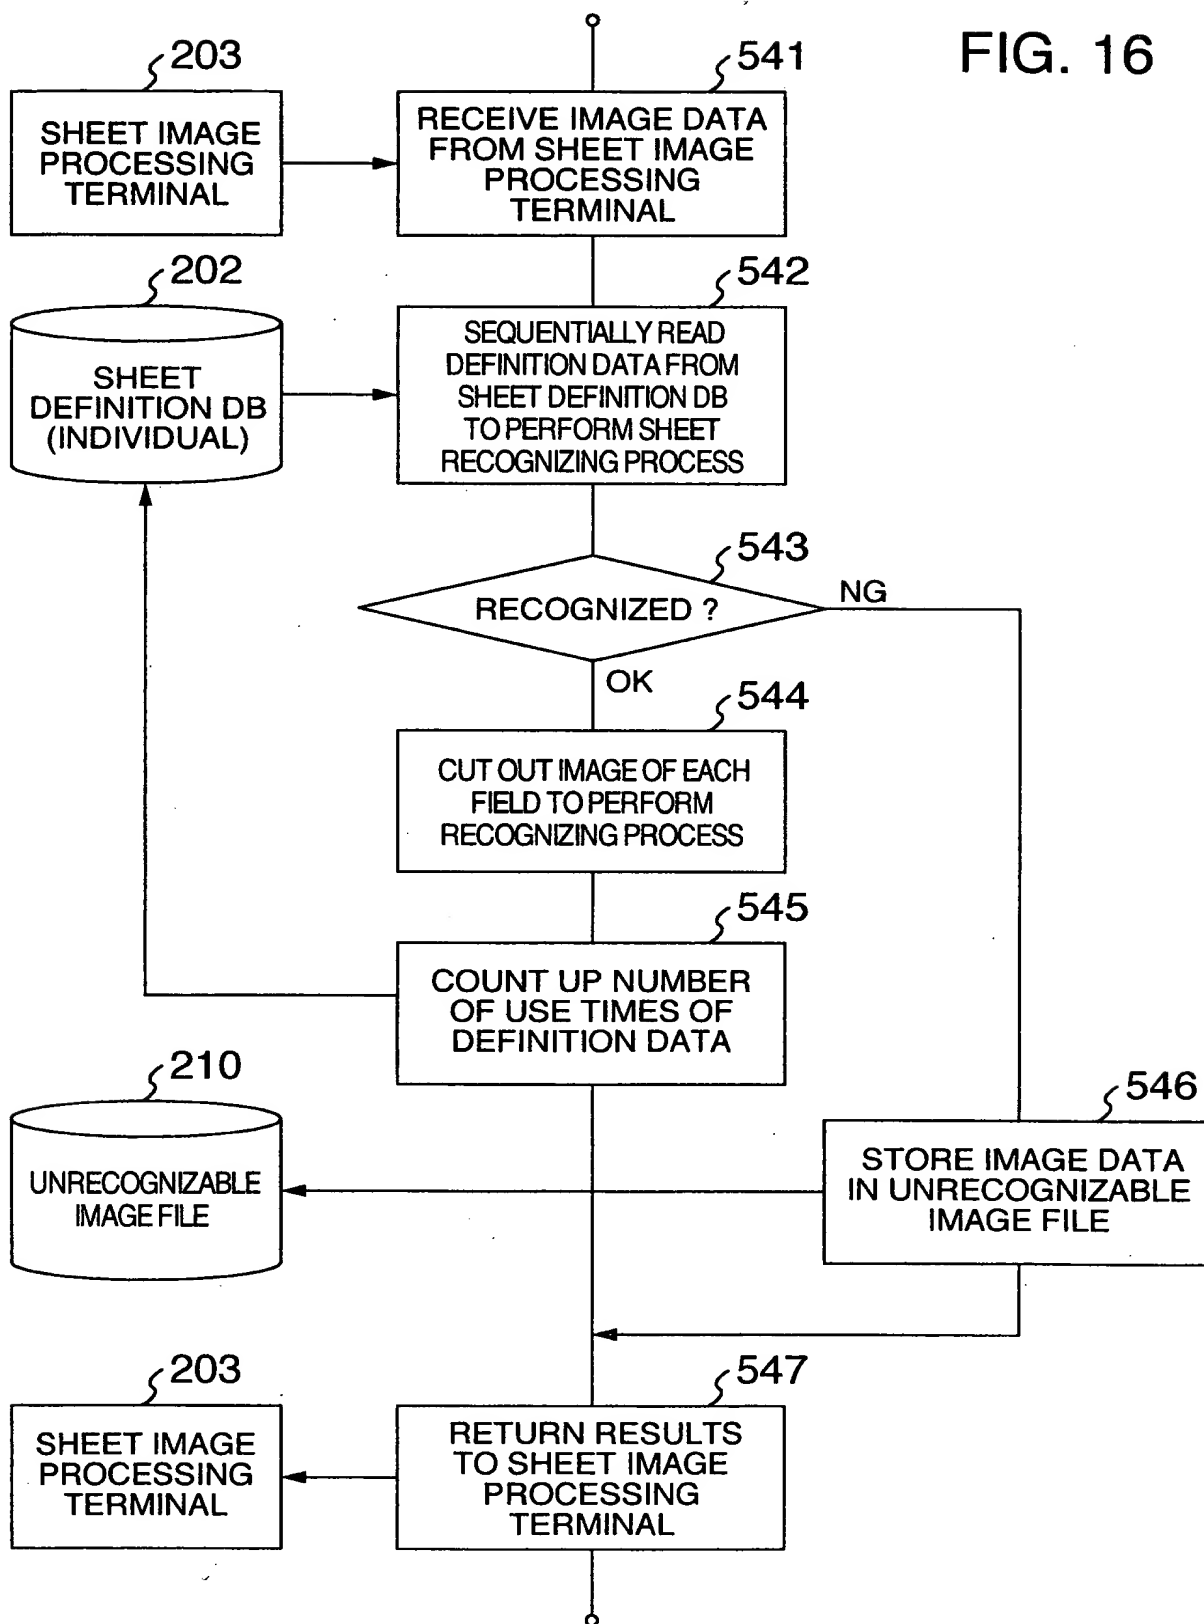 FIG. 16
203
SHEET IMAGE
PROCESSING
TERMINAL
541
RECEIVE IMAGE DATA
FROM SHEET IMAGE
PROCESSING
TERMINAL
202
SHEET
DEFINITION DB
(INDIVIDUAL)
542
SEQUENTIALLY READ
DEFINITION DATA FROM
SHEET DEFINITION DB
TO PERFORM SHEET
RECOGNIZING PROCESS
543
RECOGNIZED ?
NG
OK
544
CUT OUT IMAGE OF EACH
FIELD TO PERFORM
RECOGNIZING PROCESS
545
COUNT UP NUMBER
OF USE TIMES OF
DEFINITION DATA
210
UNRECOGNIZABLE
IMAGE FILE
546
STORE IMAGE DATA
IN UNRECOGNIZABLE
IMAGE FILE
203
SHEET IMAGE
PROCESSING
TERMINAL
547
RETURN RESULTS
TO SHEET IMAGE
PROCESSING
TERMINAL